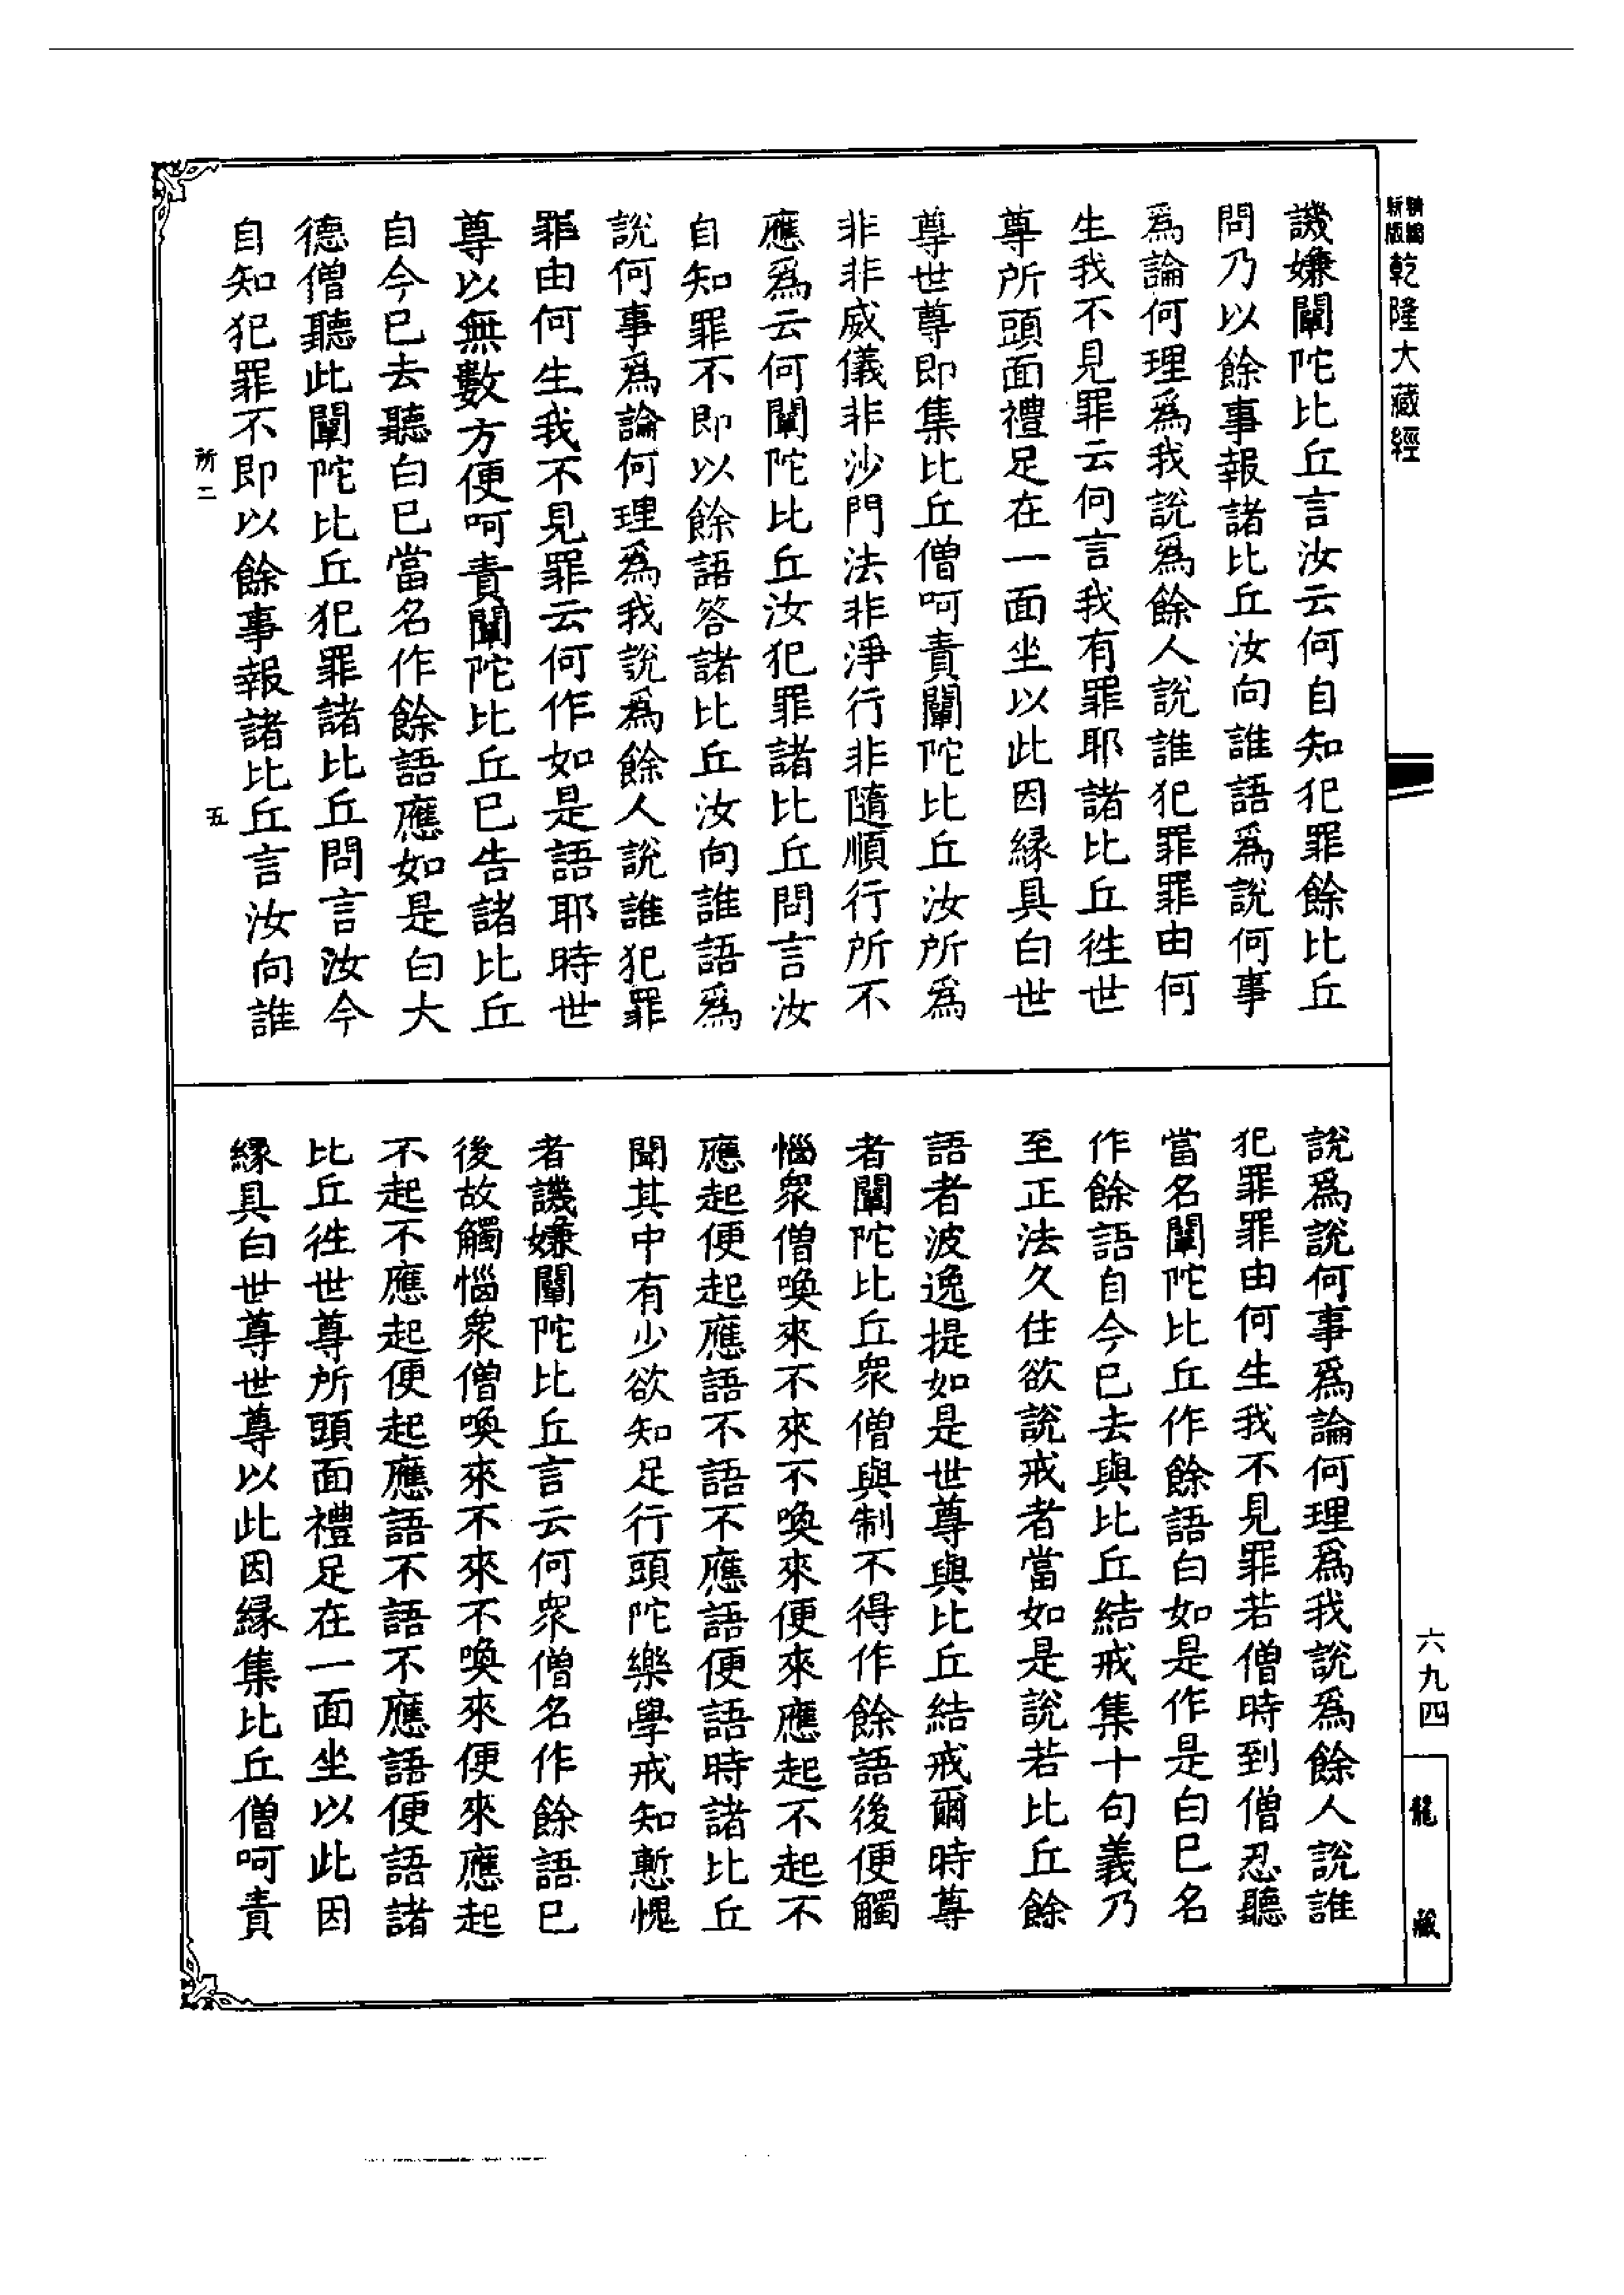 新編
新版
乾隆大藏經
譏嫌闡陀比丘言汝云何自知犯罪餘比丘
問乃以餘事報諸比丘汝向誰語爲說何事
爲論何理爲我說爲餘人說誰犯罪罪由何
生我不見罪云何言我有罪耶諸比丘徃世
尊所頭面禮足在一面坐以此因緣具白世
尊世尊即集比丘僧呵責闡陀比丘汝所爲
非非威儀非沙門法非淨行非隨順行所不
應爲云何闡陀比丘汝犯罪諸比丘問言汝
自知罪不即以餘語答諸比丘汝向誰語爲
說何事爲論何理爲我說爲餘人說誰犯罪
罪由何生我不見罪云何作如是語耶時世
尊以無數方便呵責闡陀比丘已告諸比丘
自今已去聽白已當名作餘語應如是白大
德僧聽此闡陀比丘犯罪諸比丘問言汝今
自知犯罪不即以餘事報諸比丘言汝向誰
所二 五
說爲說何事爲論何理爲我說爲餘人說誰
犯罪罪由何生我不見罪若僧時到僧忍聽
當名闡陀比丘作餘語白如是作是白已名
作餘語自今已去與比丘結戒集十句義乃
至正法久住欲說戒者當如是說若比丘餘
語者波逸提如是世尊與比丘結戒爾時尊
者闡陀比丘衆僧與制不得作餘語後便觸
惱衆僧喚來不來不喚來便來應起不起不
應起便起應語不語不應語便語時諸比丘
聞其中有少欲知足行頭陀樂學戒知慙愧
者譏嫌闡陀比丘言云何衆僧名作餘語已
後故觸惱衆僧喚來不來不喚來便來應起
不起不應起便起應語不語不應語便語諸
比丘徃世尊所頭面禮足在一面坐以此因
緣具白世尊世尊以此因緣集比丘僧呵責
六九四
龍藏